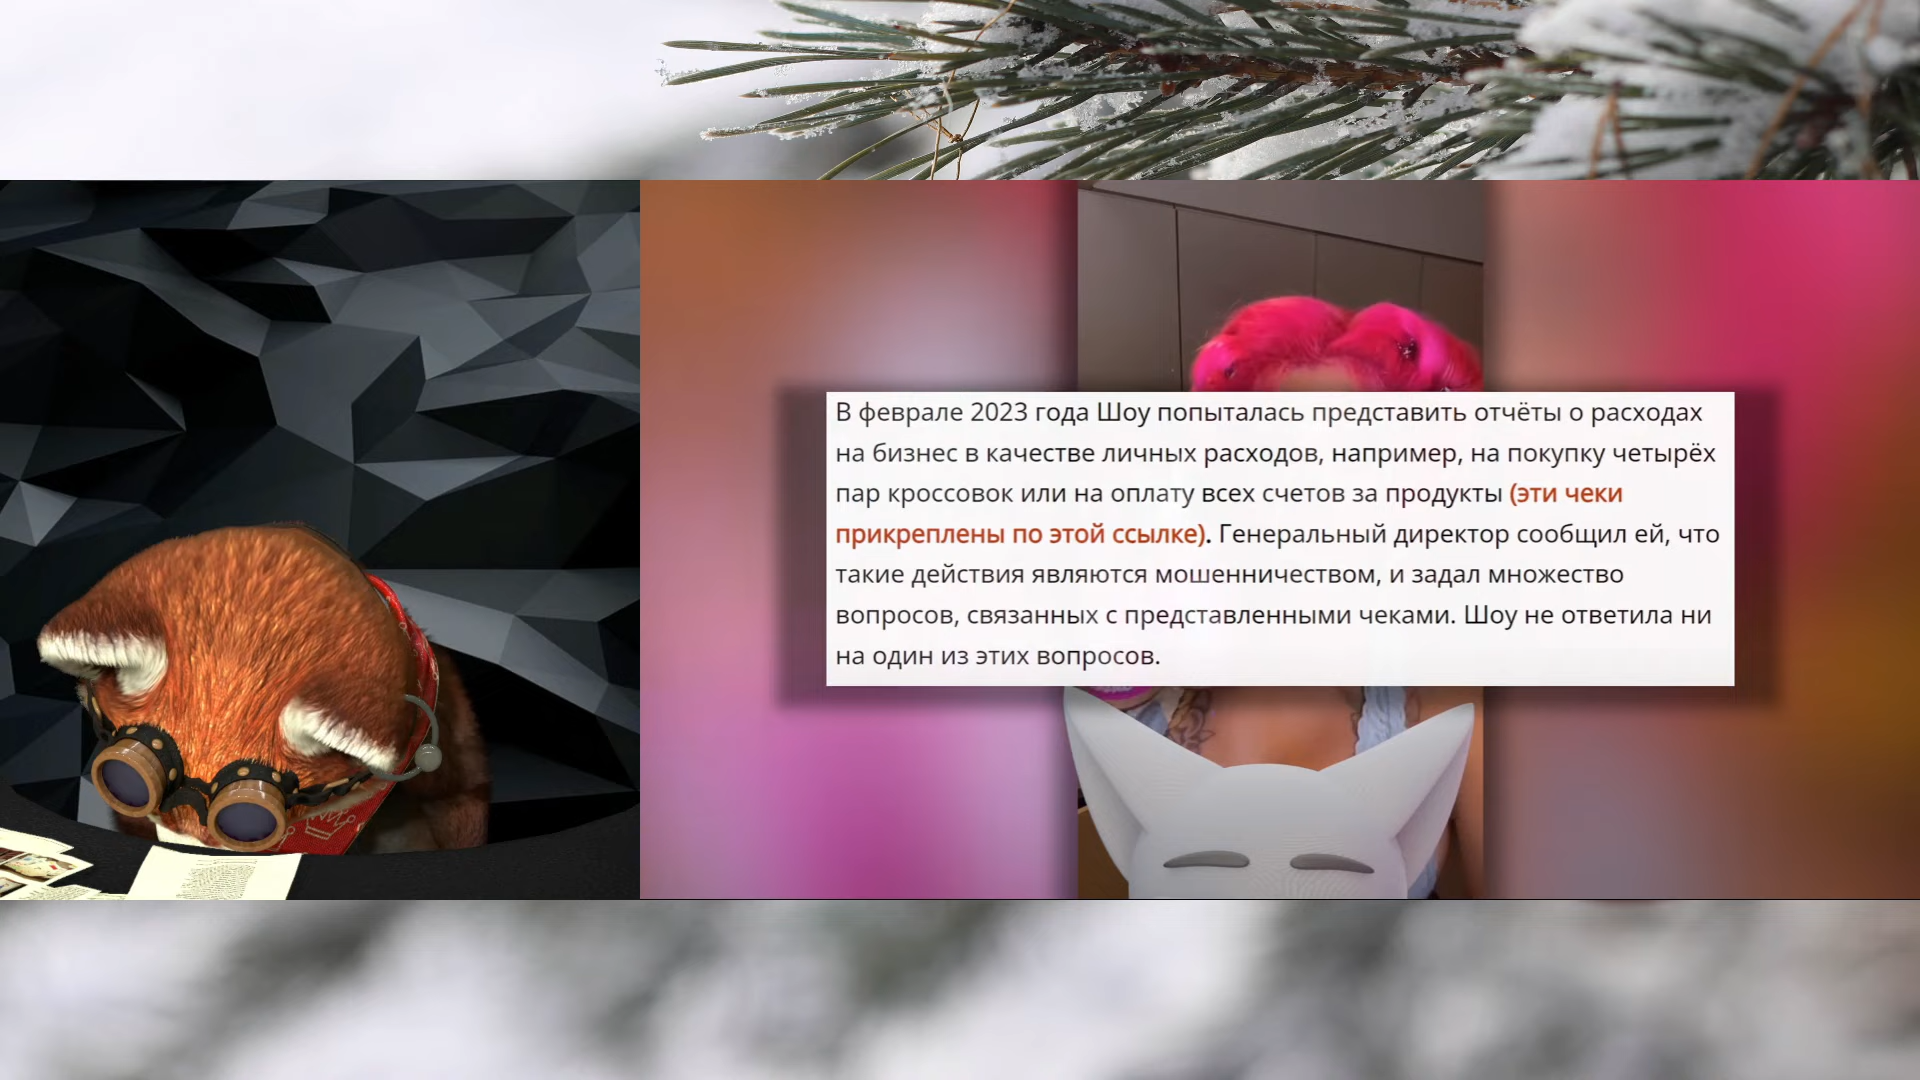 В феврале 2023 года Шоу попыталась представить отчёты о расходах
на бизнес в качестве личных расходов, например, на покупку четырёх
пар кроссовок или на оплату всех счетов за продукты (эти чеки
прикреплены по этой ссылке). Генеральный директор сообщил ей, что
такие действия являются мошенничеством, и задал множество
вопросов, связанных с представленными чеками. Шоу не ответила ни
на один из этих вопросов.